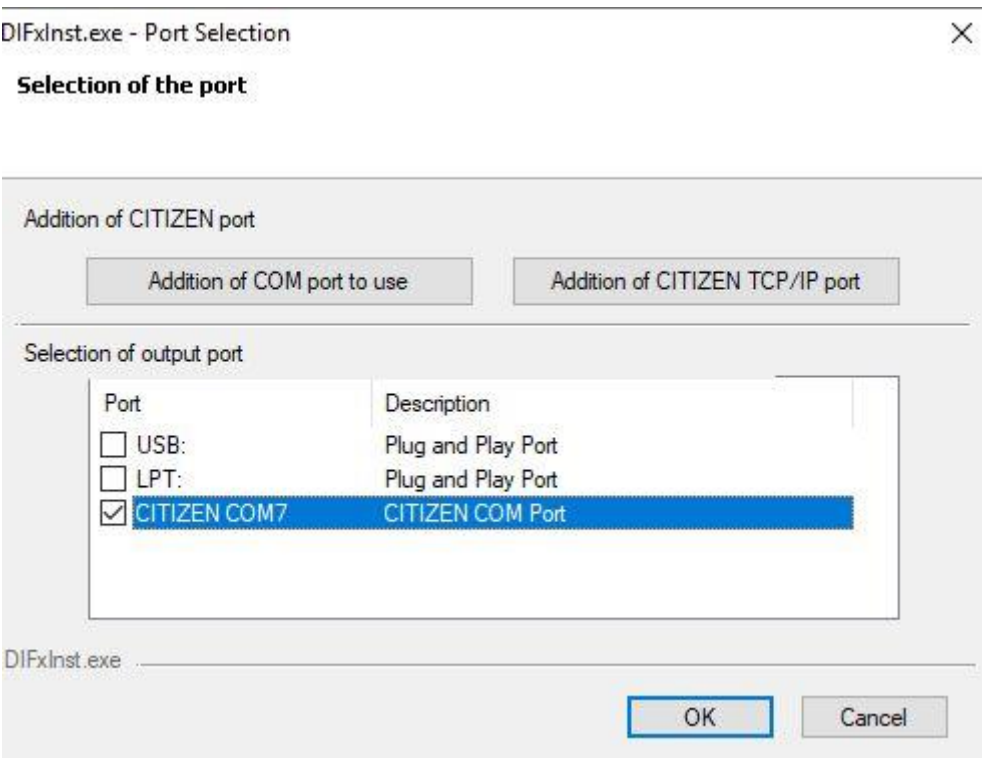 DIFxInst.exe - Port Selection
Selection of the port
Addition of CITIZEN port
Addition of COM port to use
Addition of CITIZEN TCP/IP port
Selection of output port
Port Description
USB: Plug and Play Port
LPT: Plug and Play Port
CITIZEN COM7 CITIZEN COM Port
DIFxInst.exe
OK Cancel